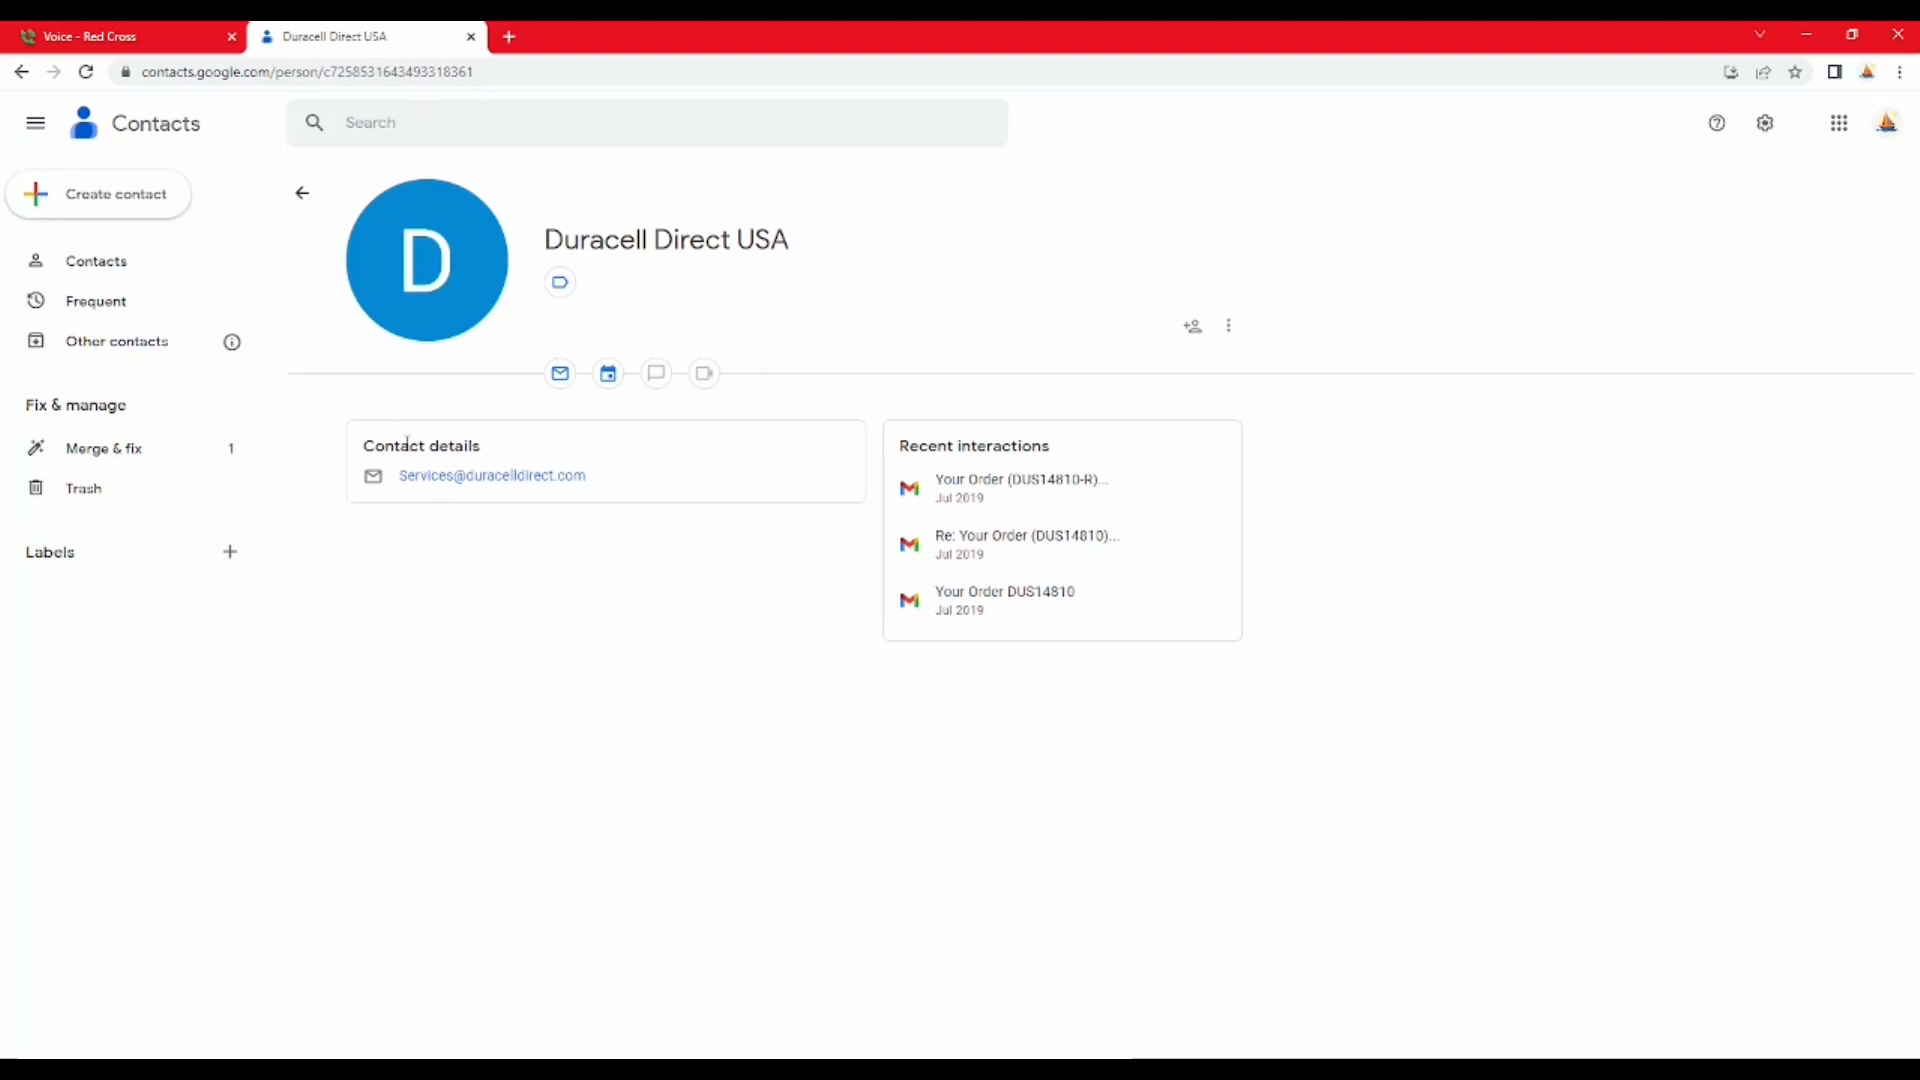 Voice - Red Cross
Duracell Direct USA
contacts.google.com/person/c7258531643493318361
Contacts
Search
Create contact
Contacts
Frequent
Other contacts
Fix & manage
Merge & fix 1
Trash
Labels
D
Duracell Direct USA
Contact details
Services@duracelldirect.com
Recent interactions
Your Order (DUS14810-R)...
Jul 2019
Re: Your Order (DUS14810)...
Jul 2019
Your Order DUS14810
Jul 2019